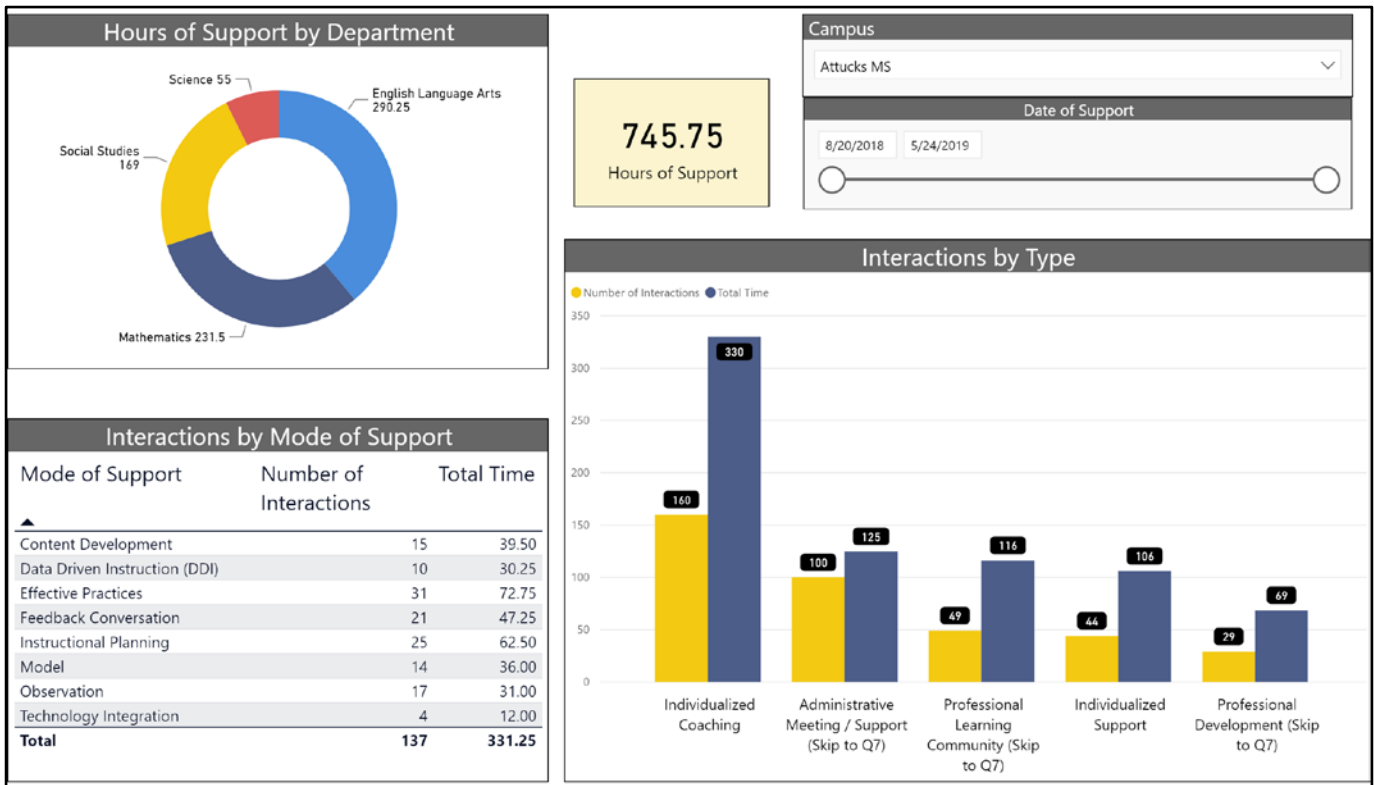 Hours of Support by Department
Science 55
English Language Arts
290.25
Social Studies
169
Mathematics 231.5
745.75
Hours of Support
Campus
Attucks MS
Date of Support
8/20/2018 5/24/2019
Interactions by Mode of Support
Mode of Support Number of Interactions Total Time
Content Development 15 39.50
Data Driven Instruction (DDI) 10 30.25
Effective Practices 31 72.75
Feedback Conversation 21 47.25
Instructional Planning 25 62.50
Model 14 36.00
Observation 17 31.00
Technology Integration 4 12.00
Total 137 331.25
Interactions by Type
Number of Interactions Total Time
350
300
250
200
150
100
50
0
160
330
100
125
49
116
44
106
29
69
Individualized
Coaching
Administrative
Meeting / Support
(Skip to Q7)
Professional
Learning
Community (Skip
to Q7)
Individualized
Support
Professional
Development (Skip
to Q7)